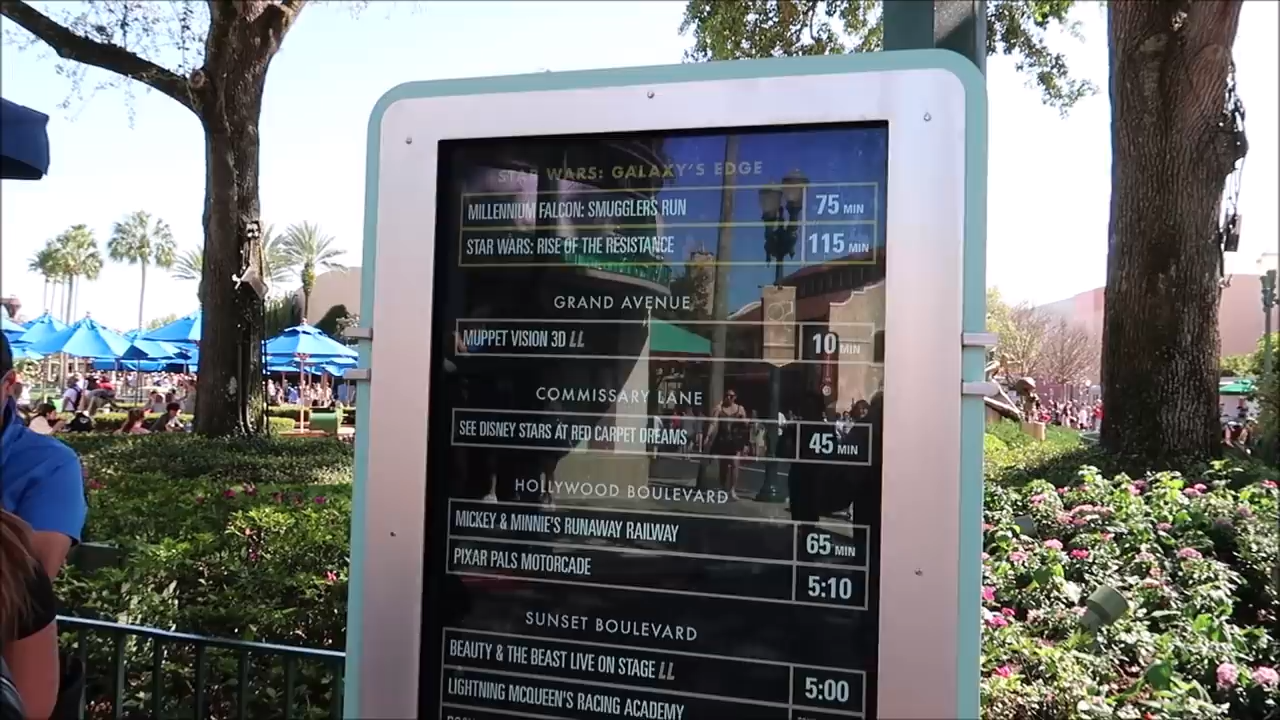 STAR WARS: GALAXY'S EDGE
MILLENNIUM FALCON: SMUGGLERS RUN 75 MIN
STAR WARS: RISE OF THE RESISTANCE 115 MIN
GRAND AVENUE
MUPPET VISION 3D LL 10 MIN
COMMISSARY LANE
SEE DISNEY STARS AT RED CARPET DREAMS 45 MIN
HOLLYWOOD BOULEVARD
MICKEY & MINNIE'S RUNAWAY RAILWAY 65 MIN
PIXAR PALS MOTORCADE 5:10
SUNSET BOULEVARD
BEAUTY & THE BEAST LIVE ON STAGE LL 5:00
LIGHTNING MCQUEEN'S RACING ACADEMY